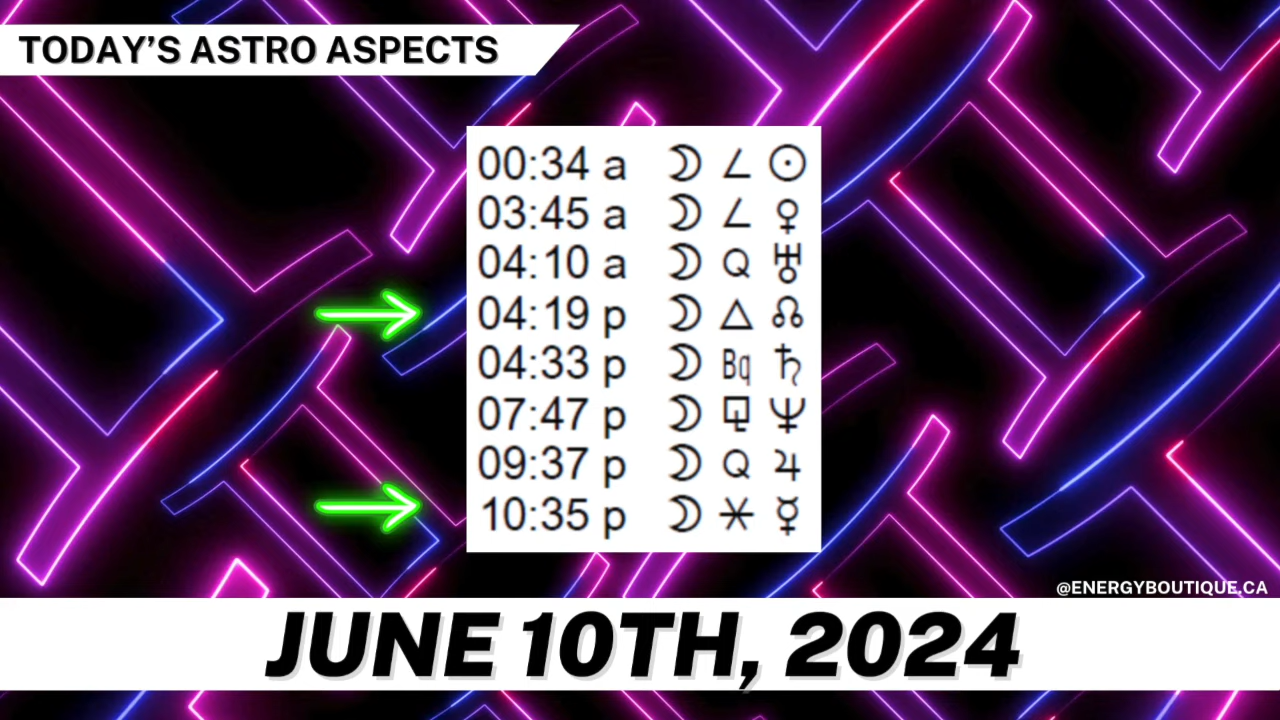 TODAY’S ASTRO ASPECTS
00:34 a ☽ ∠ ☉
03:45 a ☽ ∠ ♀
04:10 a ☽ Q ♅
04:19 p ☽ △ ☊
04:33 p ☽ Bq ♄
07:47 p ☽ ⚼ ♆
09:37 p ☽ Q ♃
10:35 p ☽ ⚹ ☿
@ENERGYBOUTIQUE.CA
JUNE 10TH, 2024